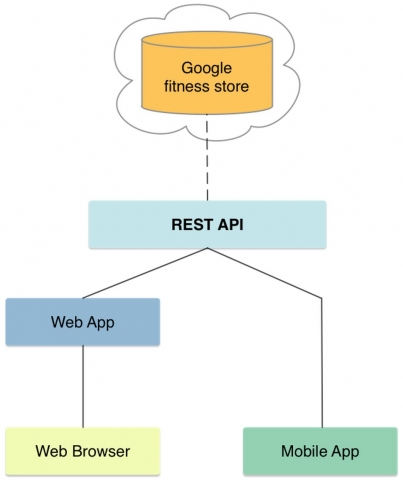 Google
fitness store
REST API
Web App
Web Browser
Mobile App